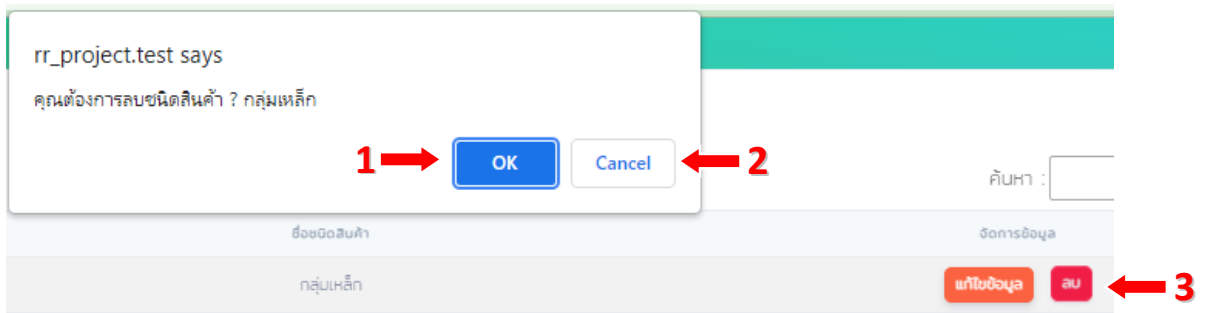 rr_project.test says
คุณต้องการลบชนิดสินค้า ? กลุ่มเหล็ก
1 OK Cancel 2
ค้นหา :
ชื่อชนิดสินค้า จัดการข้อมูล
กลุ่มเหล็ก แก้ไขข้อมูล ลบ 3